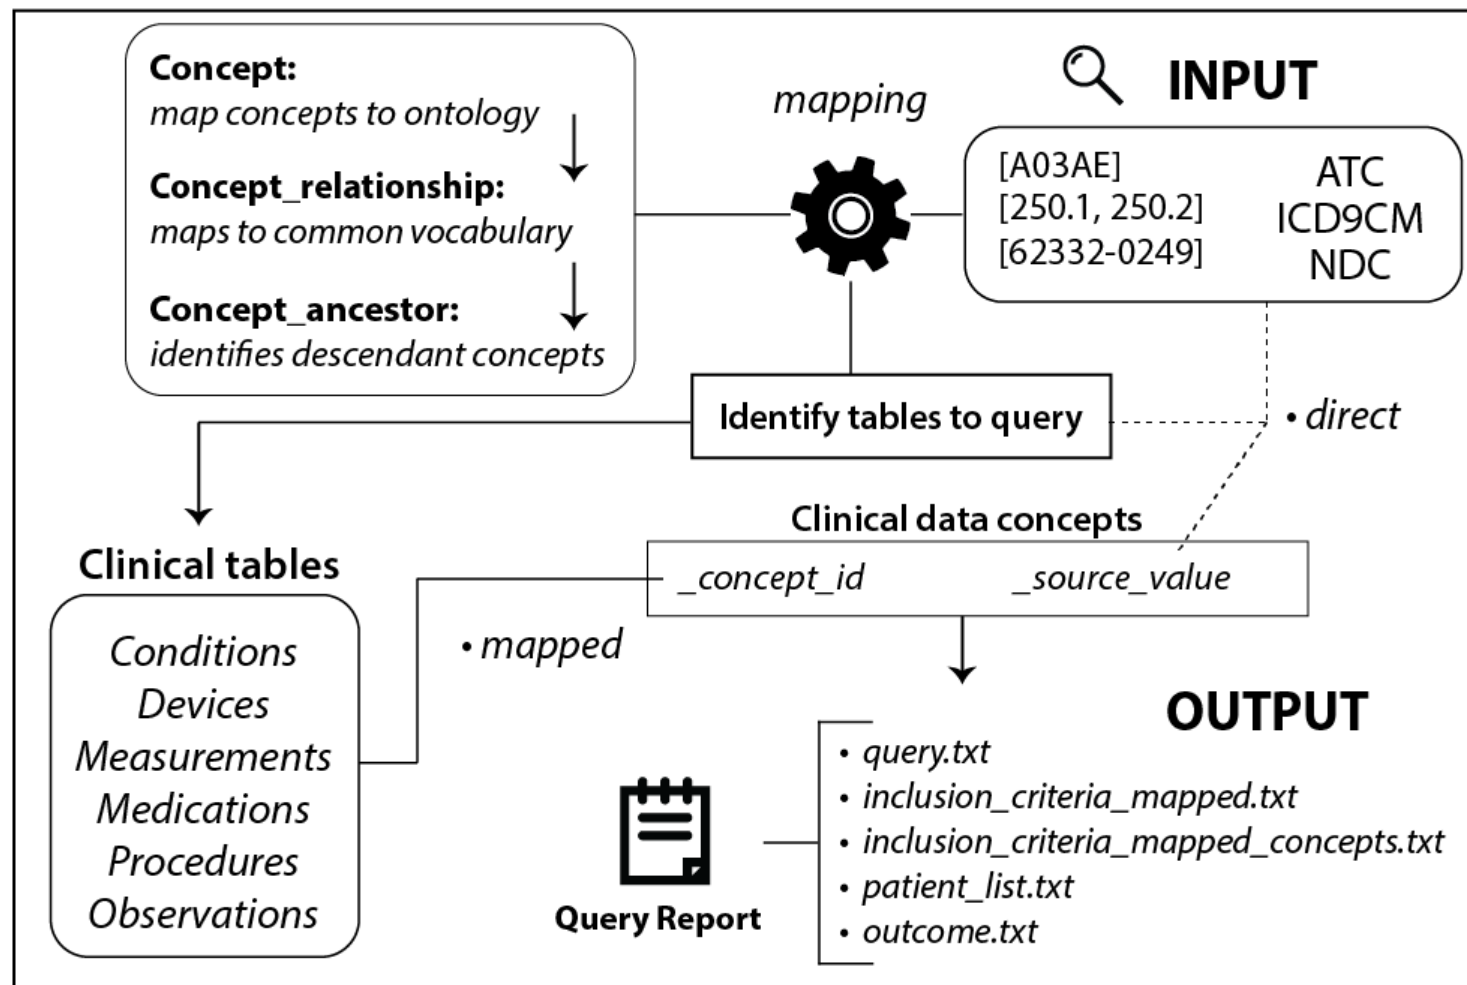 Concept:
map concepts to ontology
Concept_relationship:
maps to common vocabulary
Concept_ancestor:
identifies descendant concepts
mapping
INPUT
[A03AE] ATC
[250.1, 250.2] ICD9CM
[62332-0249] NDC
Identify tables to query
• direct
Clinical data concepts
_concept_id _source_value
Clinical tables
Conditions
Devices
Measurements
Medications
Procedures
Observations
• mapped
OUTPUT
Query Report
• query.txt
• inclusion_criteria_mapped.txt
• inclusion_criteria_mapped_concepts.txt
• patient_list.txt
• outcome.txt